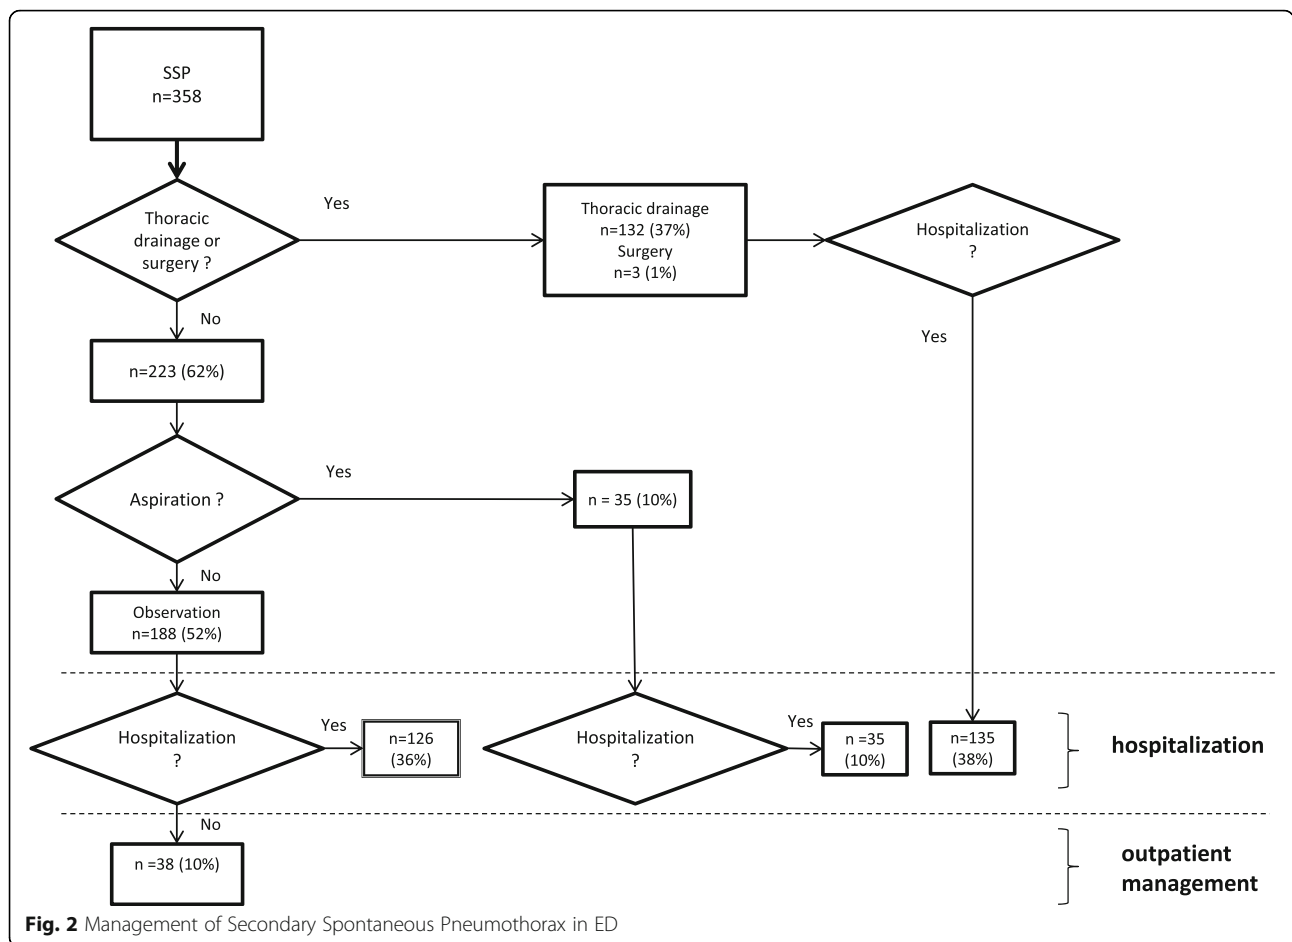 SSP
n=358
Thoracic
drainage or
surgery ?
Yes
Thoracic drainage
n=132 (37%)
Surgery
n=3 (1%)
Hospitalization
?
No
Yes
n=223 (62%)
Aspiration ?
Yes
n = 35 (10%)
No
Observation
n=188 (52%)
Hospitalization
?
Yes
n=126
(36%)
Hospitalization
?
Yes
n =35
(10%)
n=135
(38%)
hospitalization
No
n =38 (10%)
outpatient
management
Fig. 2 Management of Secondary Spontaneous Pneumothorax in ED